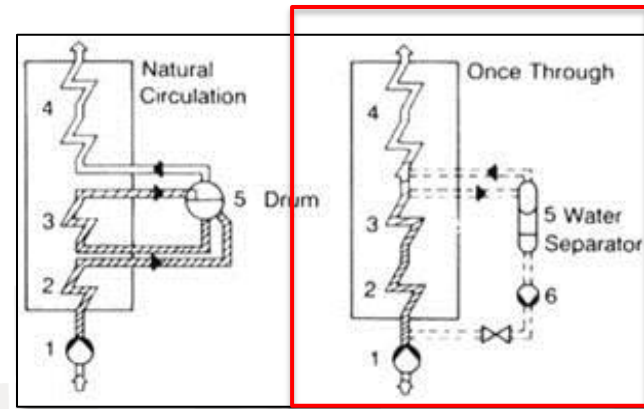 Natural
Circulation
4
5 Drum
3
2
1
Once Through
4
5 Water
Separator
3
2
6
1